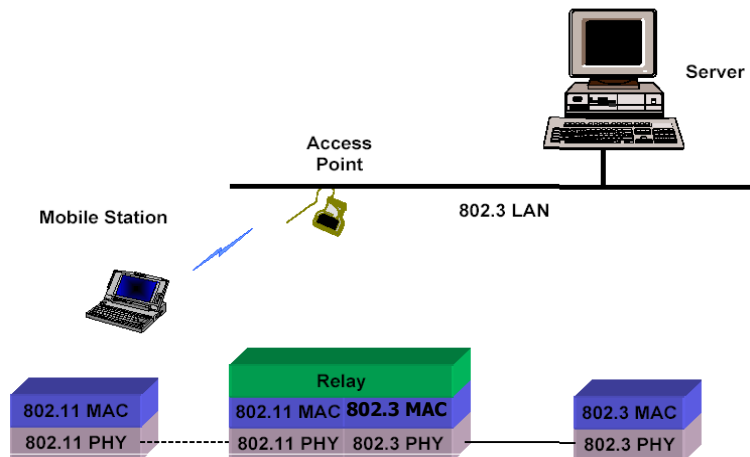 Server
Access
Point
802.3 LAN
Mobile Station
Relay
802.11 MAC
802.11 MAC 802.3 MAC
802.3 MAC
802.11 PHY
802.11 PHY
802.3 PHY
802.3 PHY